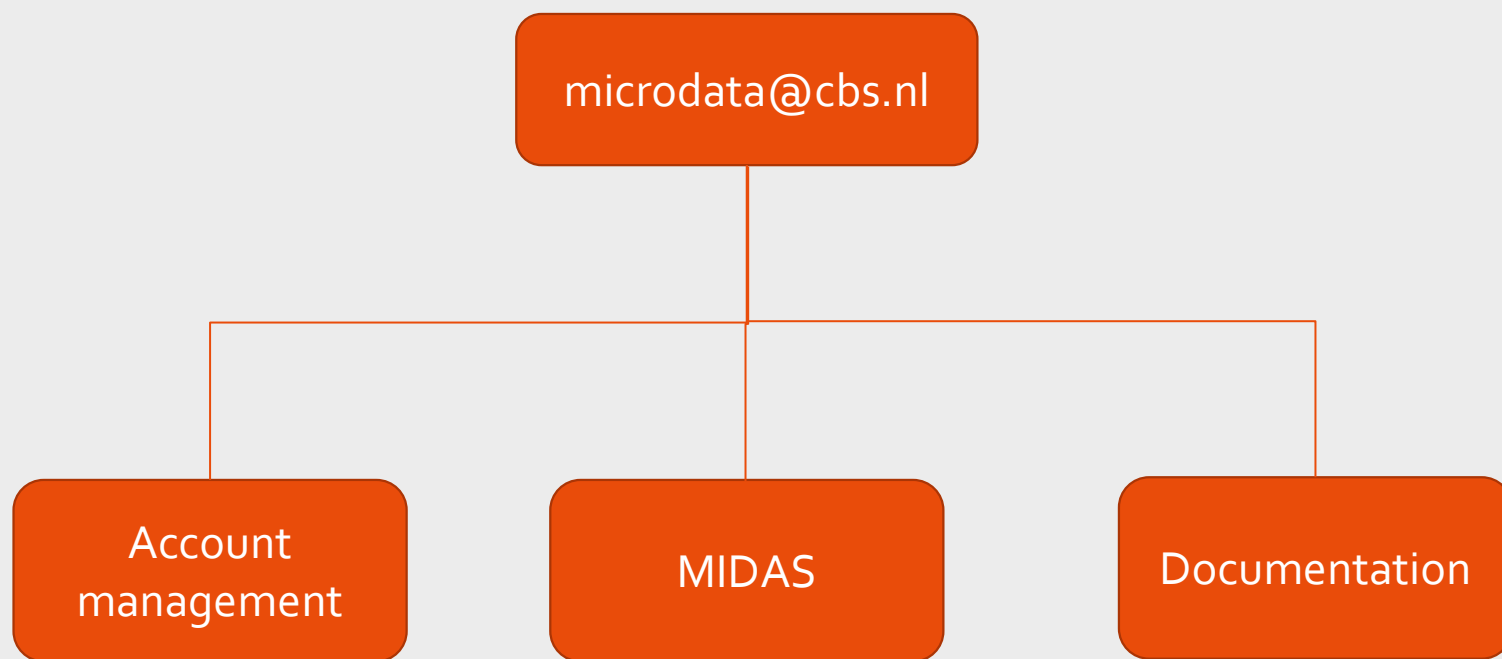 microdata@cbs.nl
Account
management
MIDAS
Documentation